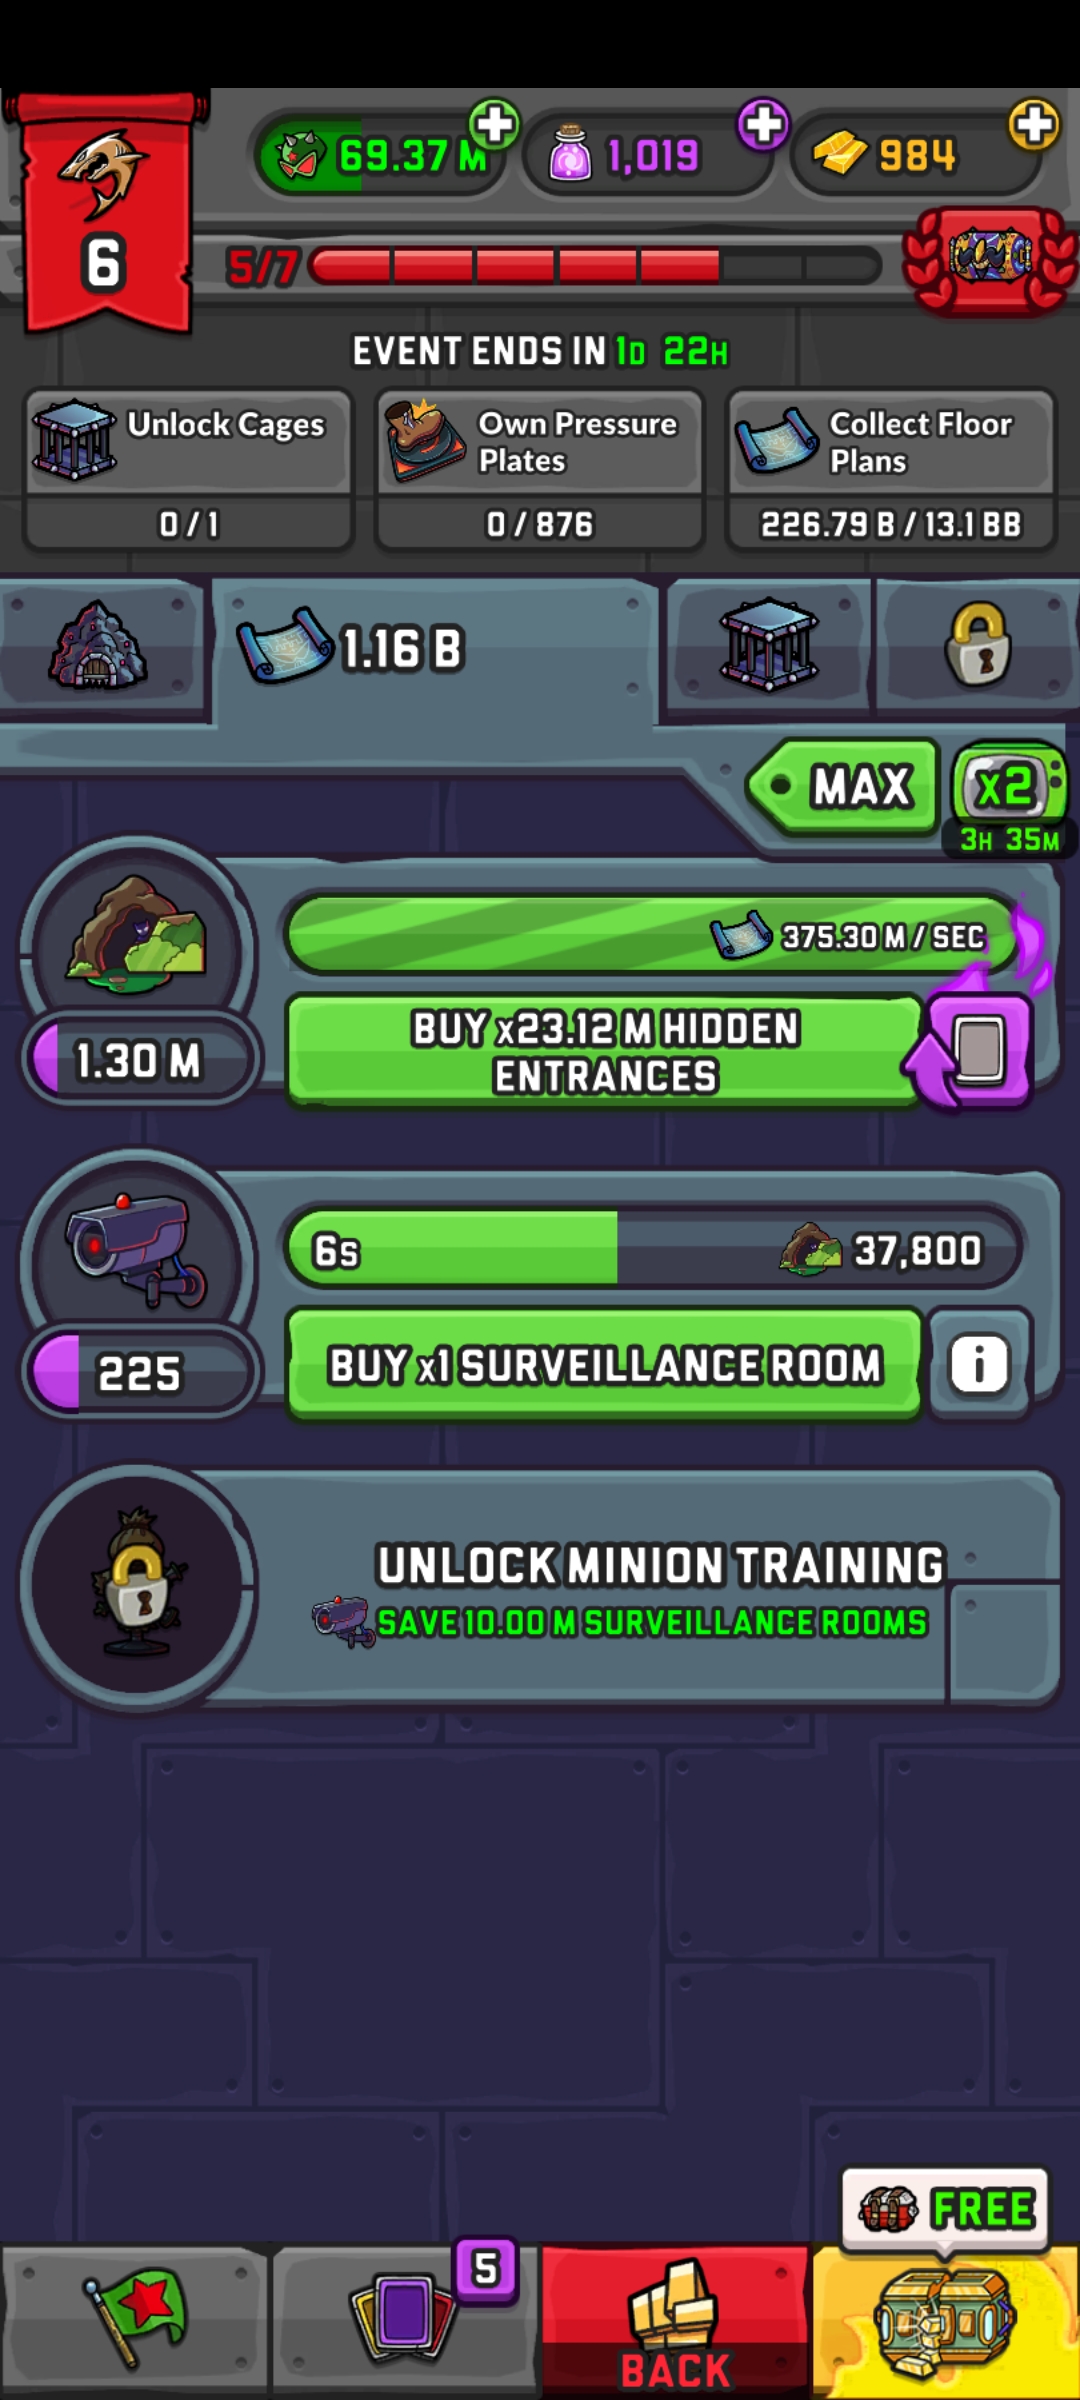 69.37 M
1,019
984
6
5/7
EVENT ENDS IN 1D 22H
Unlock Cages
0 / 1
Own Pressure
Plates
0 / 876
Collect Floor
Plans
226.79 B / 13.1 BB
1.16 B
MAX
x2
3H 35M
375.30 M / SEC
1.30 M
BUY x23.12 M HIDDEN
ENTRANCES
6s
37,800
225
BUY x1 SURVEILLANCE ROOM
i
UNLOCK MINION TRAINING
SAVE 10.00 M SURVEILLANCE ROOMS
FREE
5
BACK